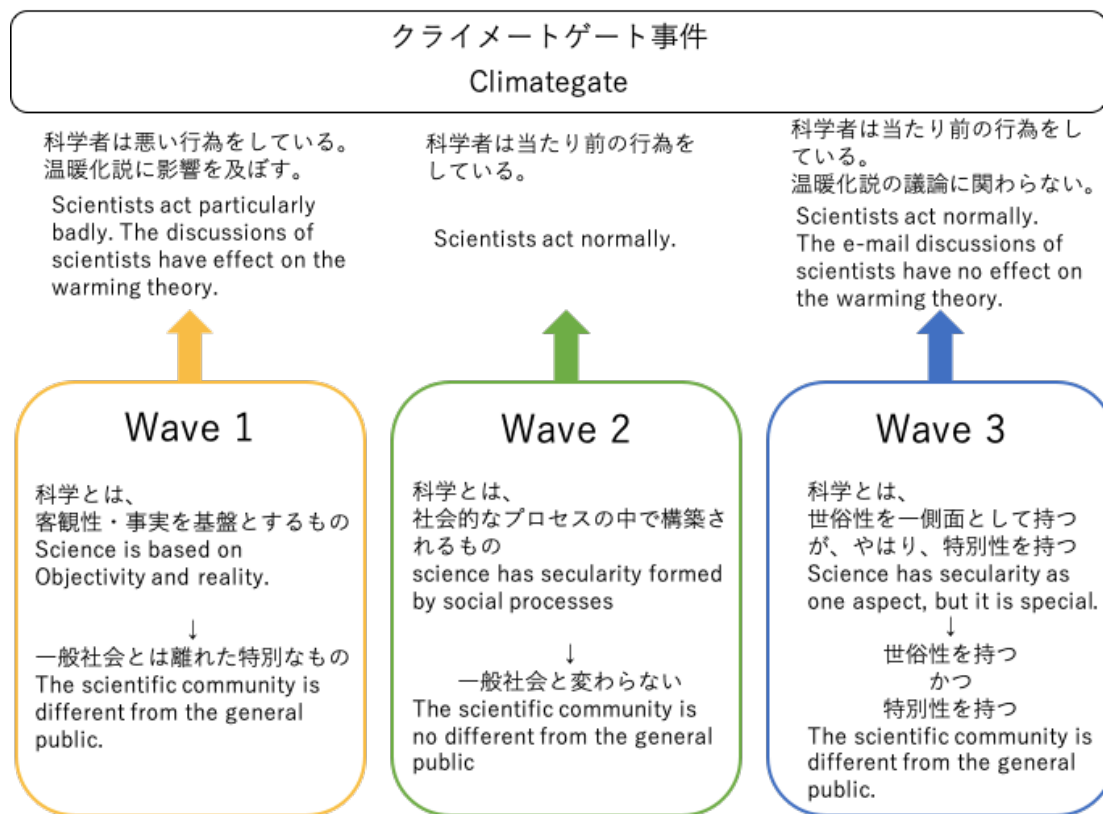 クライメートゲート事件
Climategate
科学者は悪い行為をしている。
温暖化説に影響を及ぼす。
Scientists act particularly
badly. The discussions of
scientists have effect on the
warming theory.
科学者は当たり前の行為を
している。
Scientists act normally.
科学者は当たり前の行為をし
ている。
温暖化説の議論に関わらない。
Scientists act normally.
The e-mail discussions of
scientists have no effect on
the warming theory.
Wave 1
科学とは、
客観性・事実を基盤とするもの
Science is based on
Objectivity and reality.
↓
一般社会とは離れた特別なもの
The scientific community is
different from the general
public.
Wave 2
科学とは、
社会的なプロセスの中で構築さ
れるもの
science has secularity formed
by social processes
↓
一般社会と変わらない
The scientific community is
no different from the general
public
Wave 3
科学とは、
世俗性を一側面として持つ
が、やはり、特別性を持つ
Science has secularity as
one aspect, but it is special.
↓
世俗性を持つ
かつ
特別性を持つ
The scientific community is
different from the general
public.